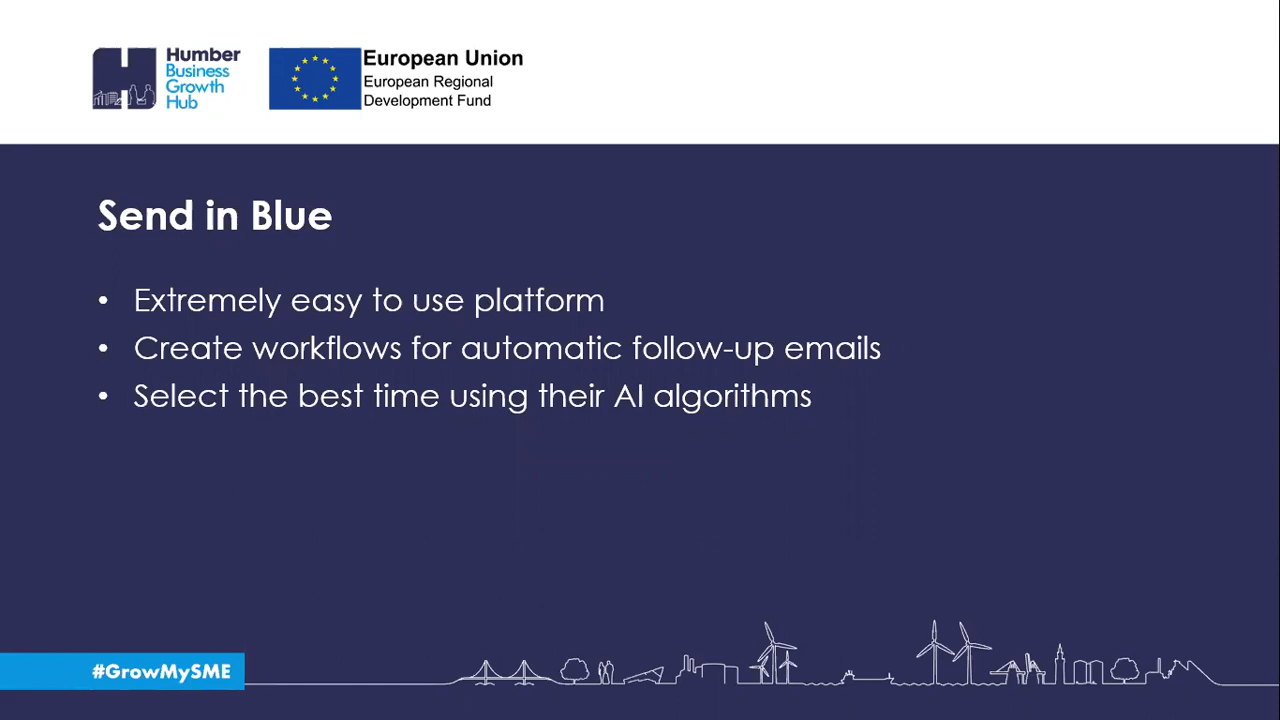 Humber
Business
Growth
Hub
European Union
European Regional
Development Fund
Send in Blue
• Extremely easy to use platform
• Create workflows for automatic follow-up emails
• Select the best time using their AI algorithms
#GrowMySME